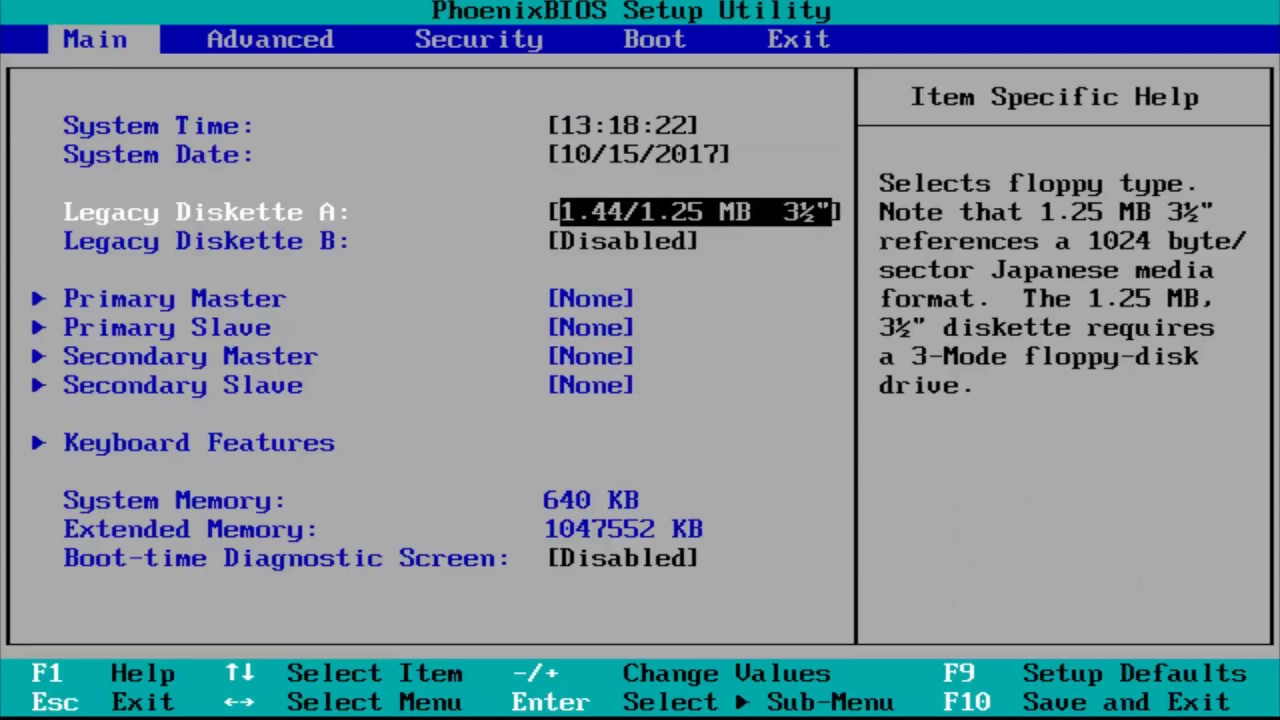 PhoenixBIOS Setup Utility
Main Advanced Security Boot Exit
System Time: [13:18:22]
System Date: [10/15/2017]
Legacy Diskette A: [1.44/1.25 MB 3½"]
Legacy Diskette B: [Disabled]
▶ Primary Master [None]
▶ Primary Slave [None]
▶ Secondary Master [None]
▶ Secondary Slave [None]
▶ Keyboard Features
System Memory: 640 KB
Extended Memory: 1047552 KB
Boot-time Diagnostic Screen: [Disabled]
Item Specific Help
Selects floppy type.
Note that 1.25 MB 3½"
references a 1024 byte/
sector Japanese media
format. The 1.25 MB,
3½" diskette requires
a 3-Mode floppy-disk
drive.
F1 Help ↑↓ Select Item -/+ Change Values F9 Setup Defaults
Esc Exit ↔ Select Menu Enter Select ▶ Sub-Menu F10 Save and Exit